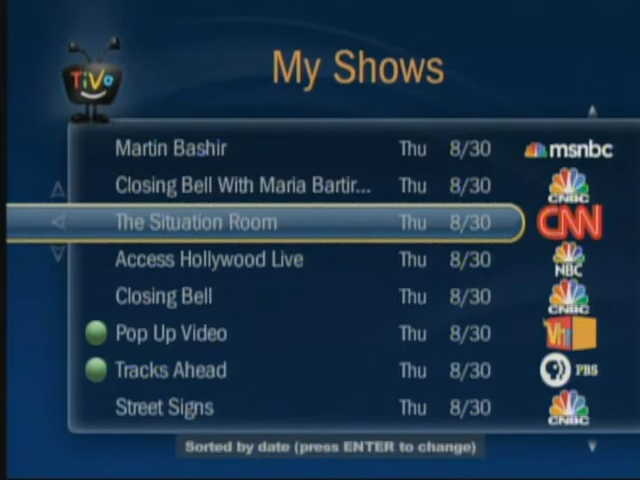 TiVo
My Shows
Martin Bashir Thu 8/30 msnbc
Closing Bell With Maria Bartir... Thu 8/30 CNBC
The Situation Room Thu 8/30 CNN
Access Hollywood Live Thu 8/30 NBC
Closing Bell Thu 8/30 CNBC
Pop Up Video Thu 8/30 Vh1
Tracks Ahead Thu 8/30 PBS
Street Signs Thu 8/30 CNBC
Sorted by date (press ENTER to change)